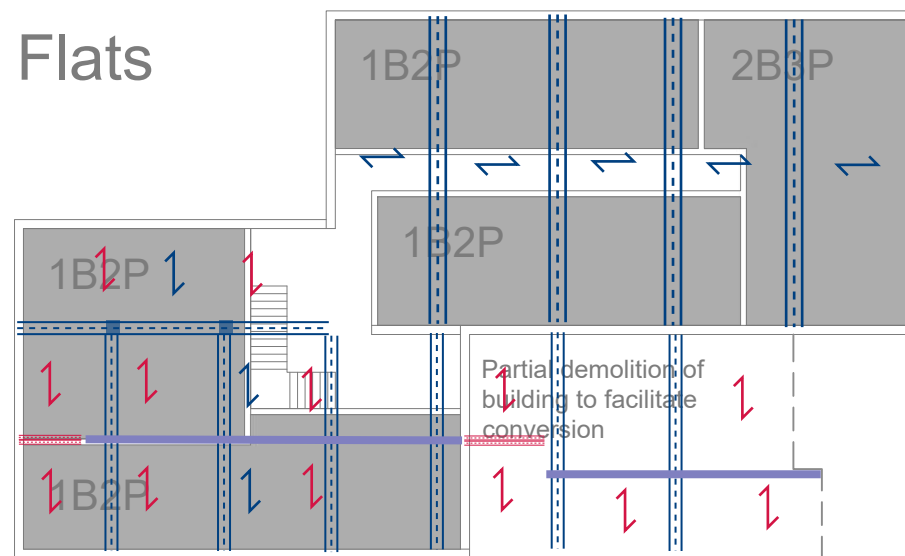 Flats
1B2P
2B3P
1B2P
1B2P
Partial demolition of
building to facilitate
conversion
1B2P